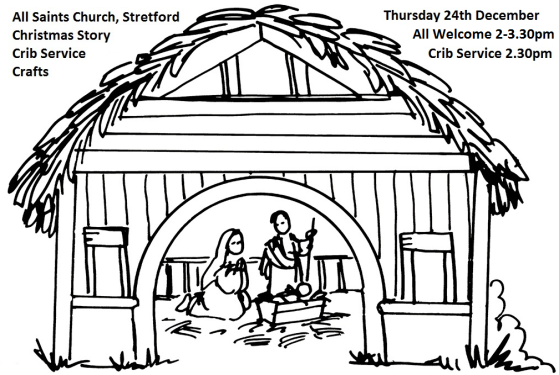 All Saints Church, Stretford
Christmas Story
Crib Service
Crafts
Thursday 24th December
All Welcome 2-3.30pm
Crib Service 2.30pm